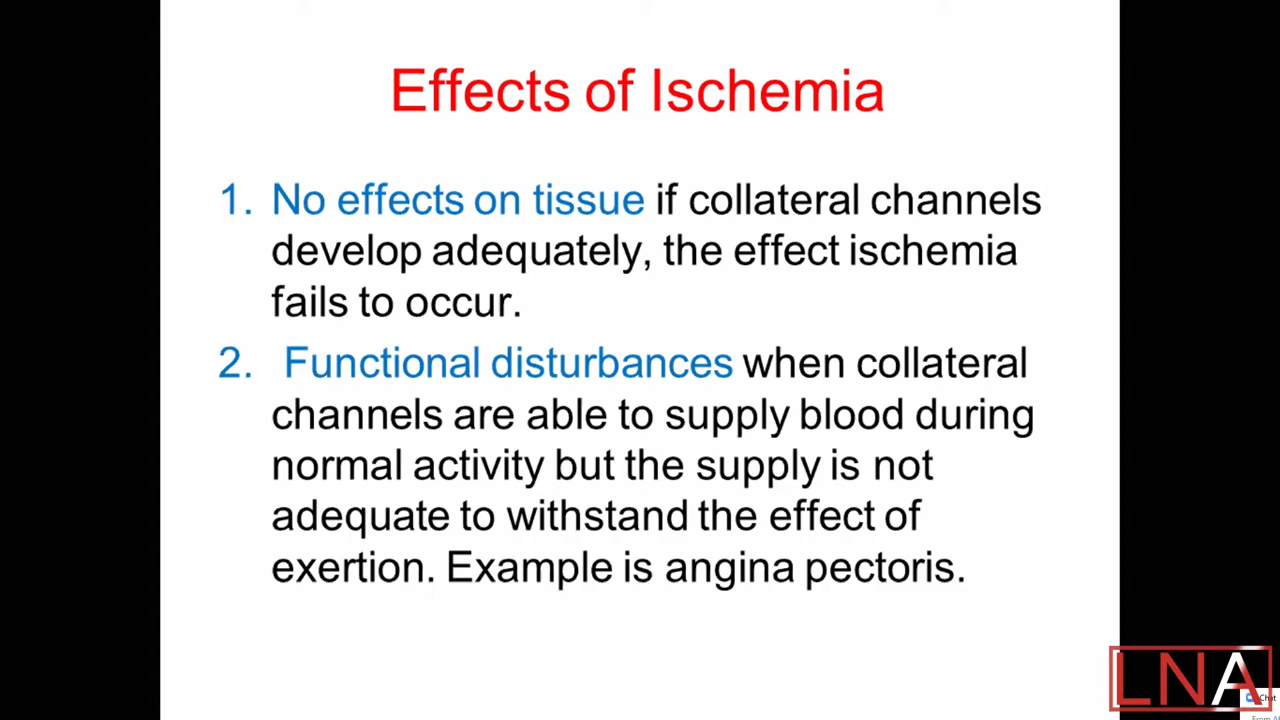 Effects of Ischemia
1. No effects on tissue if collateral channels
develop adequately, the effect ischemia
fails to occur.
2. Functional disturbances when collateral
channels are able to supply blood during
normal activity but the supply is not
adequate to withstand the effect of
exertion. Example is angina pectoris.
LNA
Chat